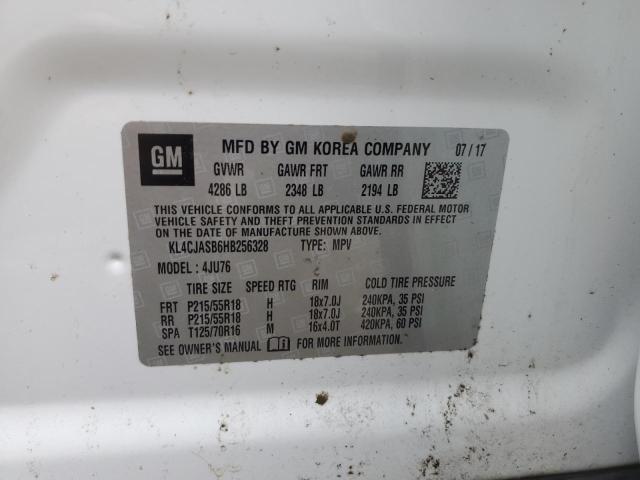 GM MFD BY GM KOREA COMPANY 07/17
GVWR GAWR FRT GAWR RR
4286 LB 2348 LB 2194 LB
THIS VEHICLE CONFORMS TO ALL APPLICABLE U.S. FEDERAL MOTOR
VEHICLE SAFETY AND THEFT PREVENTION STANDARDS IN EFFECT
ON THE DATE OF MANUFACTURE SHOWN ABOVE.
KL4CJASB6HB256328 TYPE: MPV
MODEL : 4JU76
TIRE SIZE SPEED RTG RIM COLD TIRE PRESSURE
FRT P215/55R18 H 18x7.0J 240KPA, 35 PSI
RR P215/55R18 H 18x7.0J 240KPA, 35 PSI
SPA T125/70R16 M 16x4.0T 420KPA, 60 PSI
SEE OWNER'S MANUAL FOR MORE INFORMATION.